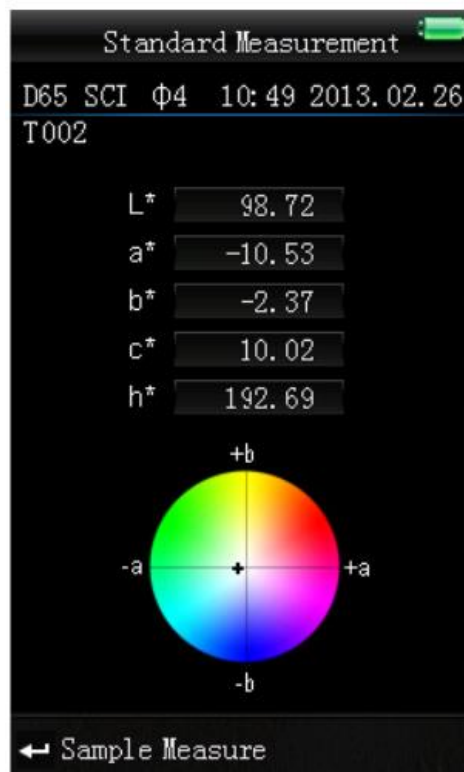 Standard Measurement
D65 SCI Φ4 10:49 2013.02.26
T002
L* 98.72
a* -10.53
b* -2.37
c* 10.02
h* 192.69
+b
-a +a
-b
Sample Measure